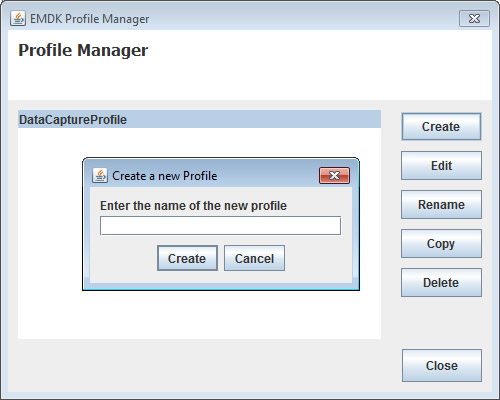 EMDK Profile Manager
Profile Manager
DataCaptureProfile
Create
Edit
Rename
Copy
Delete
Close
Create a new Profile
Enter the name of the new profile
Create
Cancel